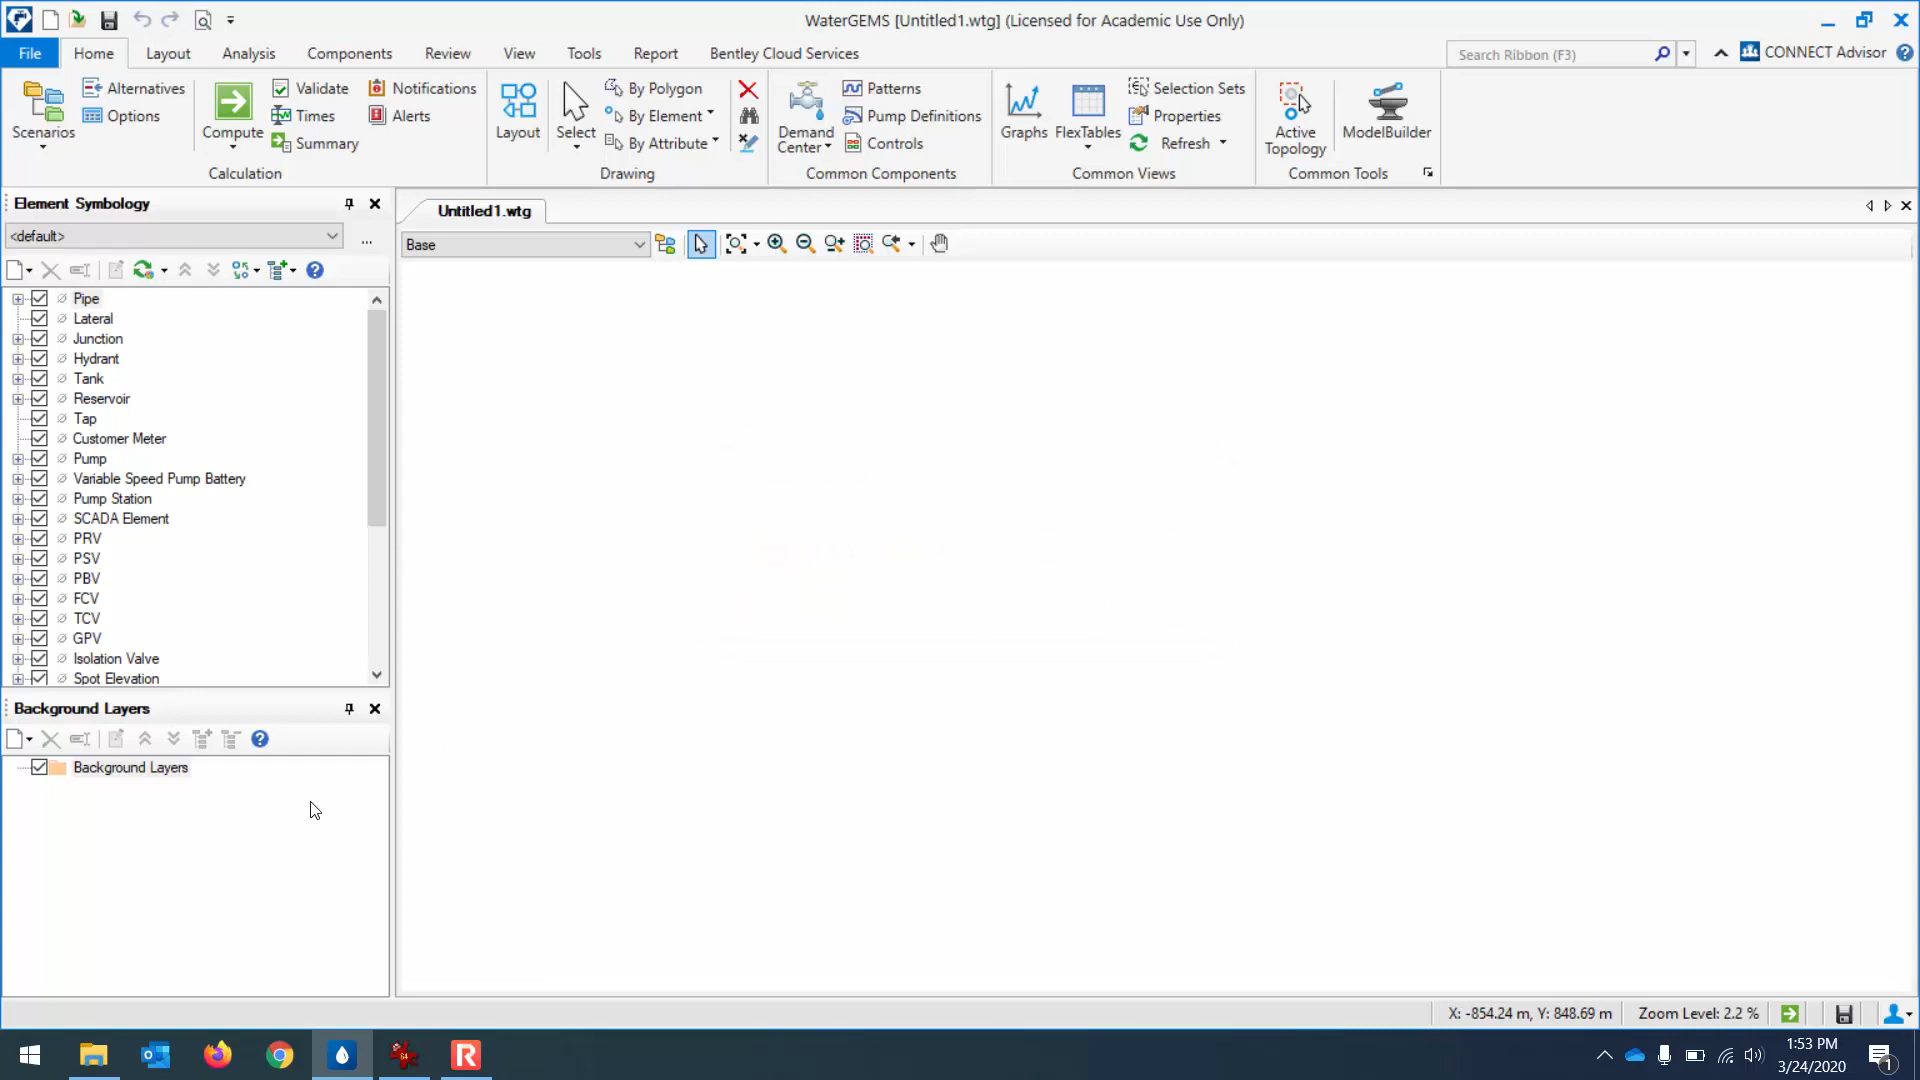 WaterGEMS [Untitled1.wtg] (Licensed for Academic Use Only)
File Home Layout Analysis Components Review View Tools Report Bentley Cloud Services
Search Ribbon (F3)
CONNECT Advisor
Scenarios
Alternatives
Options
Compute
Validate
Times
Summary
Notifications
Alerts
Calculation
Layout
Select
By Polygon
By Element
By Attribute
Drawing
Demand
Center
Patterns
Pump Definitions
Controls
Common Components
Graphs
FlexTables
Selection Sets
Properties
Refresh
Common Views
Active
Topology
ModelBuilder
Common Tools
Element Symbology
<default>
...
Pipe
Lateral
Junction
Hydrant
Tank
Reservoir
Tap
Customer Meter
Pump
Variable Speed Pump Battery
Pump Station
SCADA Element
PRV
PSV
PBV
FCV
TCV
GPV
Isolation Valve
Spot Elevation
Background Layers
Background Layers
Untitled1.wtg
Base
X: -854.24 m, Y: 848.69 m
Zoom Level: 2.2 %
64
R
1:53 PM
3/24/2020
1